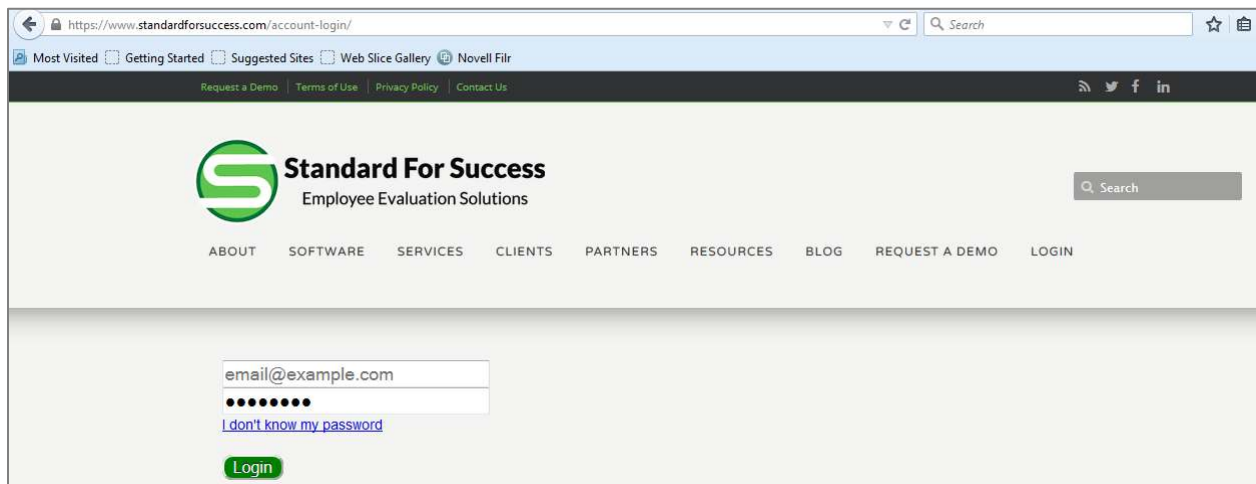 https://www.standardforsuccess.com/account-login/ Search
Most Visited Getting Started Suggested Sites Web Slice Gallery Novell Filr
Request a Demo Terms of Use Privacy Policy Contact Us
Standard For Success
Employee Evaluation Solutions
Search
ABOUT SOFTWARE SERVICES CLIENTS PARTNERS RESOURCES BLOG REQUEST A DEMO LOGIN
email@example.com
••••••••
I don't know my password
Login